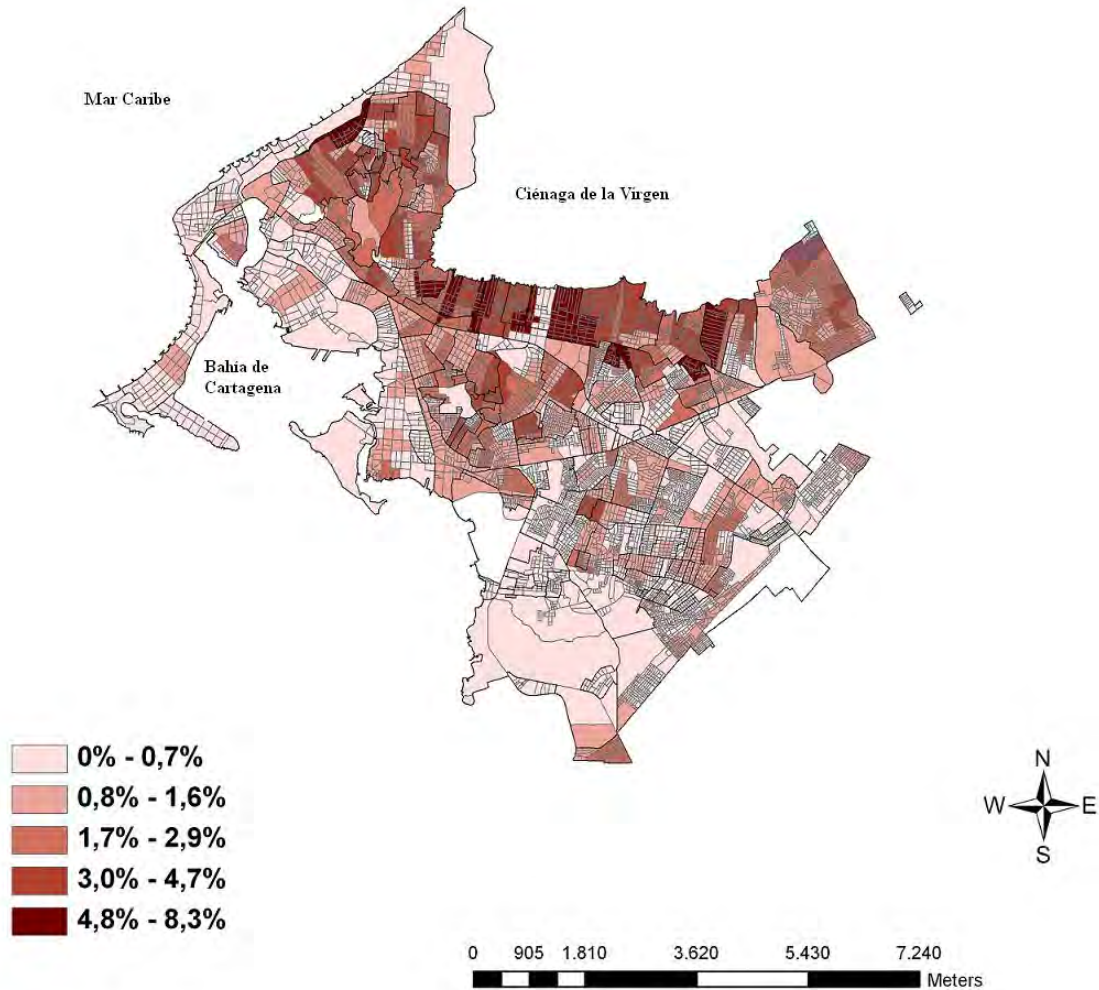 Mar Caribe
Ciénaga de la Virgen
Bahía de
Cartagena
0% - 0,7%
0,8% - 1,6%
1,7% - 2,9%
3,0% - 4,7%
4,8% - 8,3%
N
W E
S
0 905 1.810 3.620 5.430 7.240
Meters